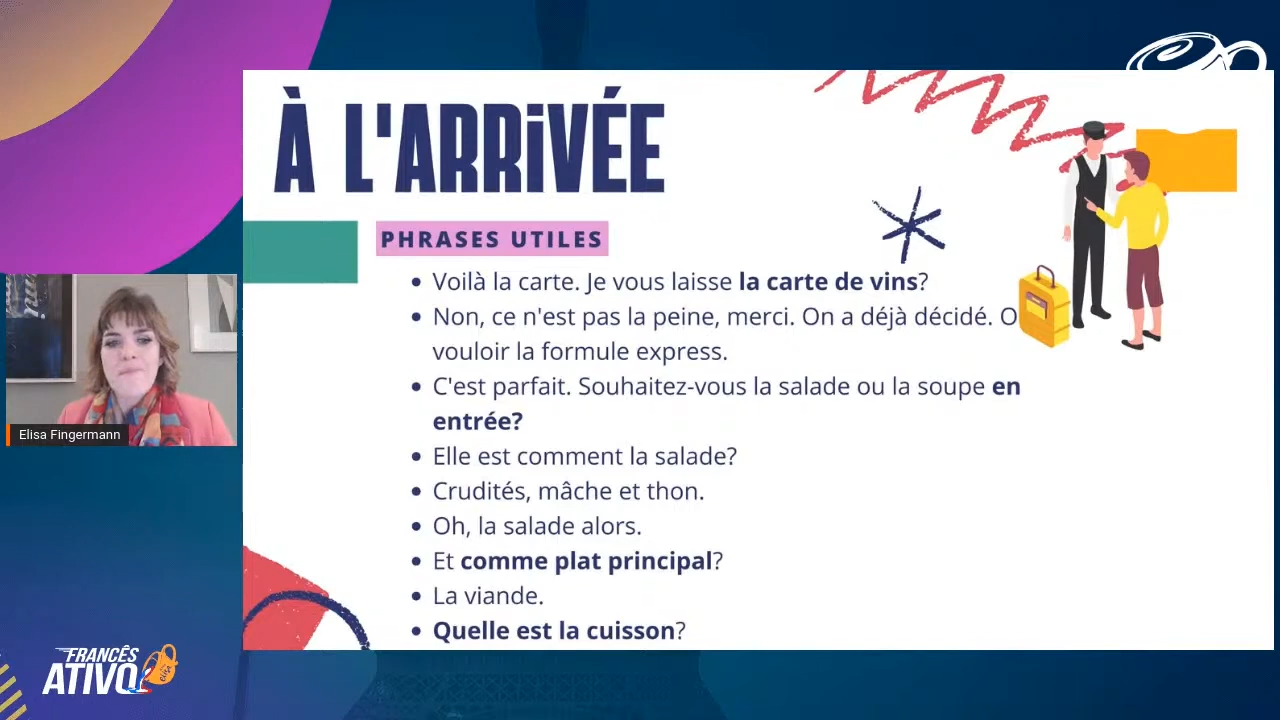 À L'ARRiVÉE
PHRASES UTILES
Voilà la carte. Je vous laisse la carte de vins?
Non, ce n'est pas la peine, merci. On a déjà décidé. O
vouloir la formule express.
C'est parfait. Souhaitez-vous la salade ou la soupe en
entrée?
Elle est comment la salade?
Crudités, mâche et thon.
Oh, la salade alors.
Et comme plat principal?
La viande.
Quelle est la cuisson?
Elisa Fingermann
FRANCÊS
ATIVO
ELISA